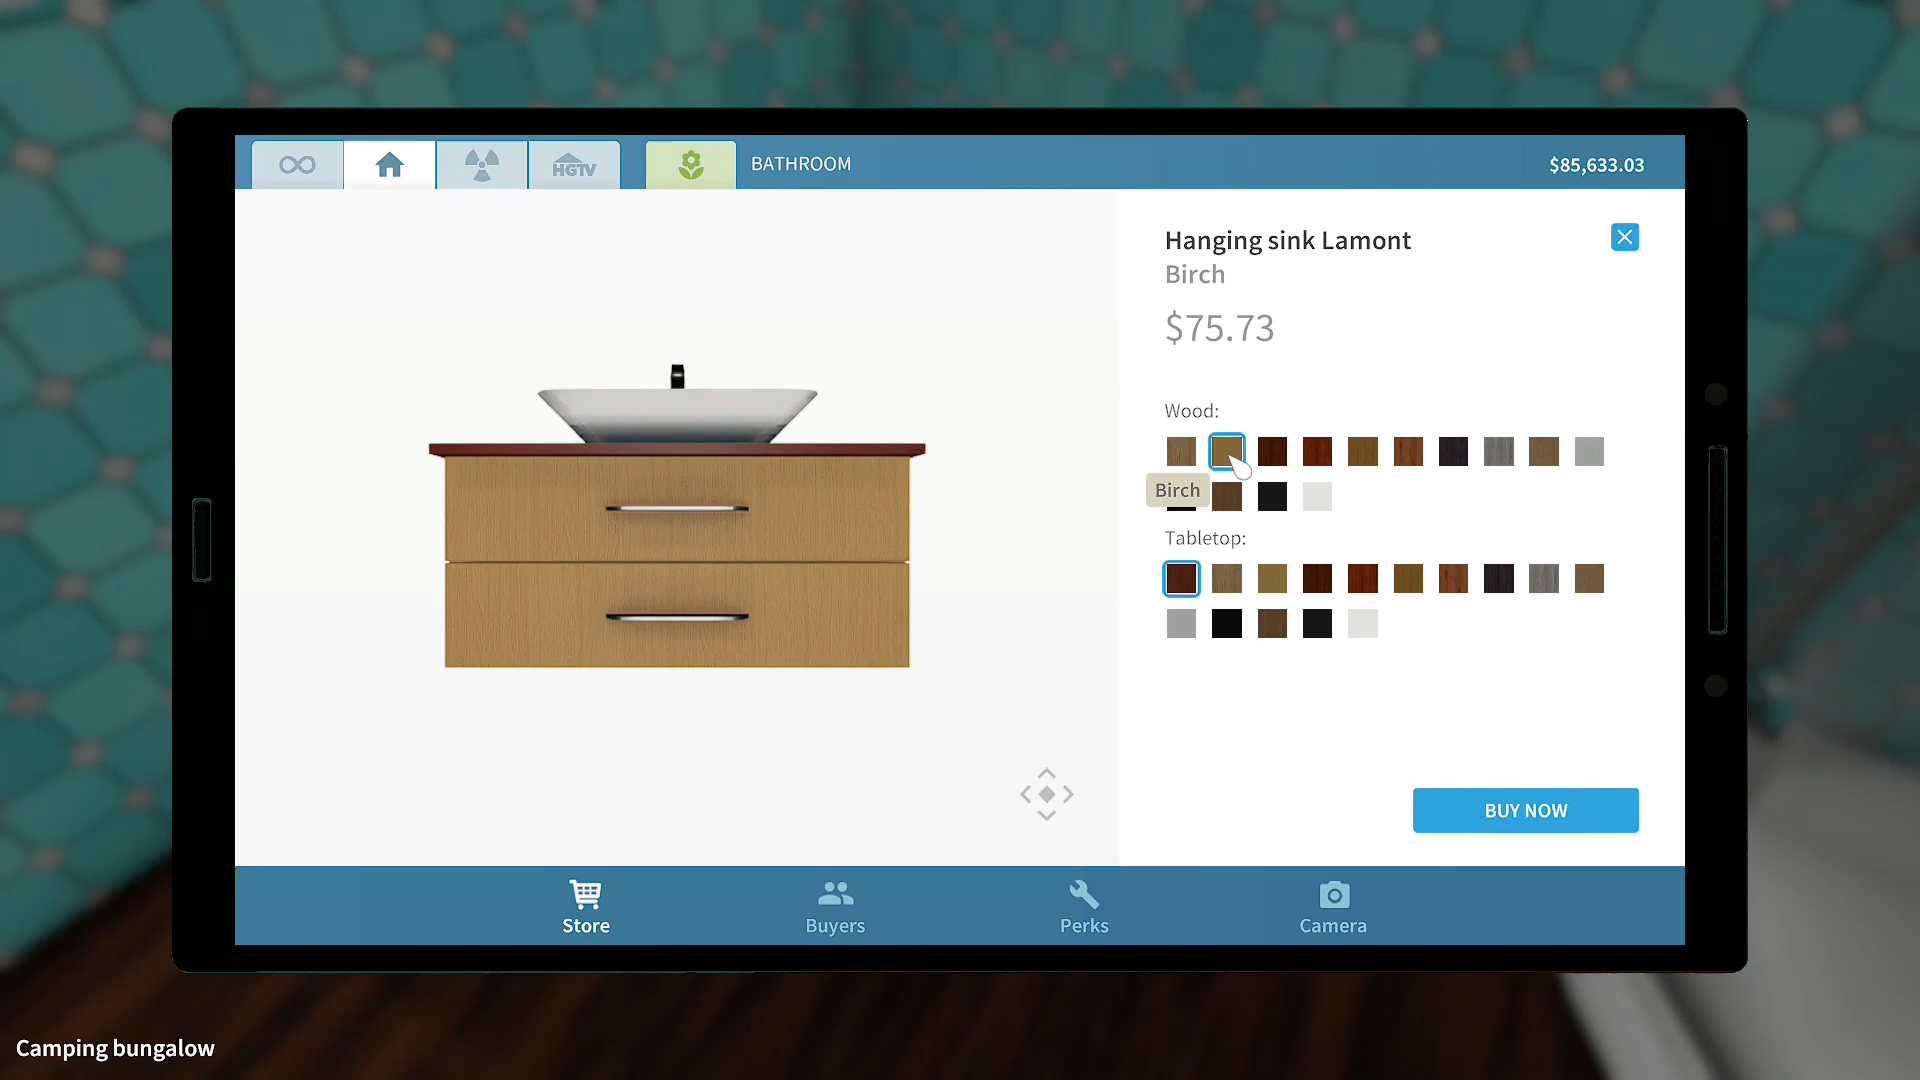 HGTV
BATHROOM
$85,633.03
Hanging sink Lamont
Birch
$75.73
Wood:
Birch
Tabletop:
BUY NOW
Store
Buyers
Perks
Camera
Camping bungalow